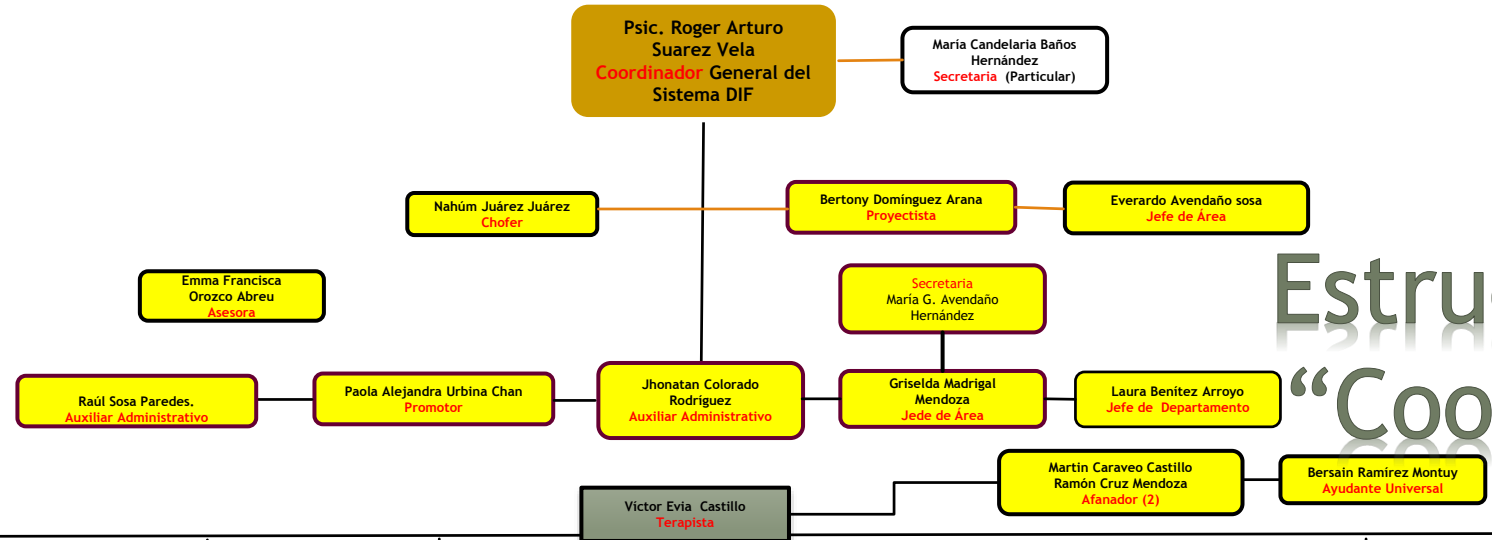 Psic. Roger Arturo
Suarez Vela
Coordinador General del
Sistema DIF
María Candelaria Baños
Hernández
Secretaria (Particular)
Nahúm Juárez Juárez
Chofer
Bertony Domínguez Arana
Proyectista
Everardo Avendaño sosa
Jefe de Área
Emma Francisca
Orozco Abreu
Asesora
Secretaria
María G. Avendaño
Hernández
Estru
Raúl Sosa Paredes.
Auxiliar Administrativo
Paola Alejandra Urbina Chan
Promotor
Jhonatan Colorado
Rodriguez
Auxiliar Administrativo
Griselda Madrigal
Mendoza
Jede de Área
Laura Benitez Arroyo
Jefe de Departamento
“Coo
Martin Caraveo Castillo
Ramón Cruz Mendoza
Afanador (2)
Bersain Ramírez Montuy
Ayudante Universal
Víctor Evia Castillo
Terapista